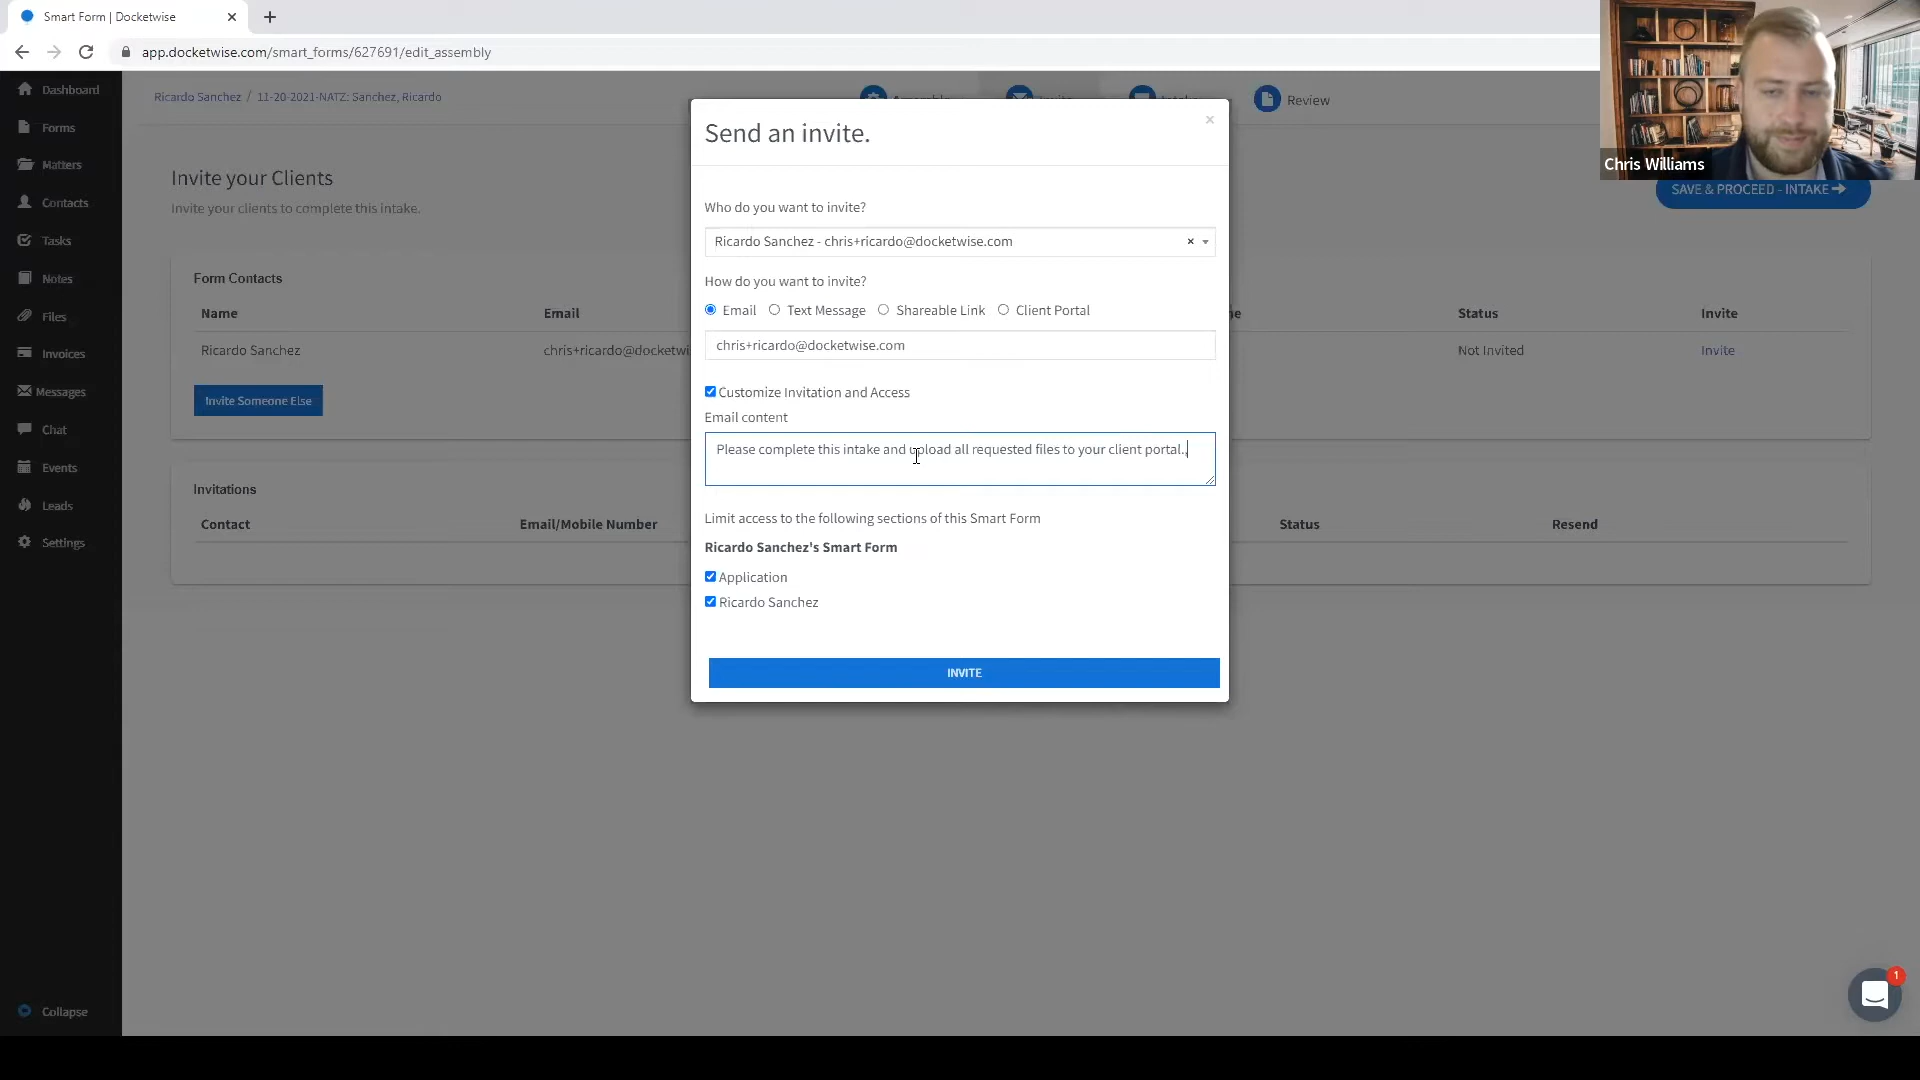 Smart Form | Docketwise
app.docketwise.com/smart_forms/627691/edit_assembly
Chris Williams
Dashboard
Forms
Matters
Contacts
Tasks
Notes
Files
Invoices
Messages
Chat
Events
Leads
Settings
Collapse
Ricardo Sanchez / 11-20-2021-NATZ: Sanchez, Ricardo
Review
Invite your Clients
Invite your clients to complete this intake.
SAVE & PROCEED - INTAKE
Form Contacts
Name Email Status Invite
Ricardo Sanchez chris+ricardo@docketwi Not Invited Invite
Invite Someone Else
Invitations
Contact Email/Mobile Number Status Resend
Send an invite.
×
Who do you want to invite?
Ricardo Sanchez - chris+ricardo@docketwise.com ×
How do you want to invite?
Email Text Message Shareable Link Client Portal
chris+ricardo@docketwise.com
Customize Invitation and Access
Email content
Please complete this intake and upload all requested files to your client portal.
Limit access to the following sections of this Smart Form
Ricardo Sanchez's Smart Form
Application
Ricardo Sanchez
INVITE
1